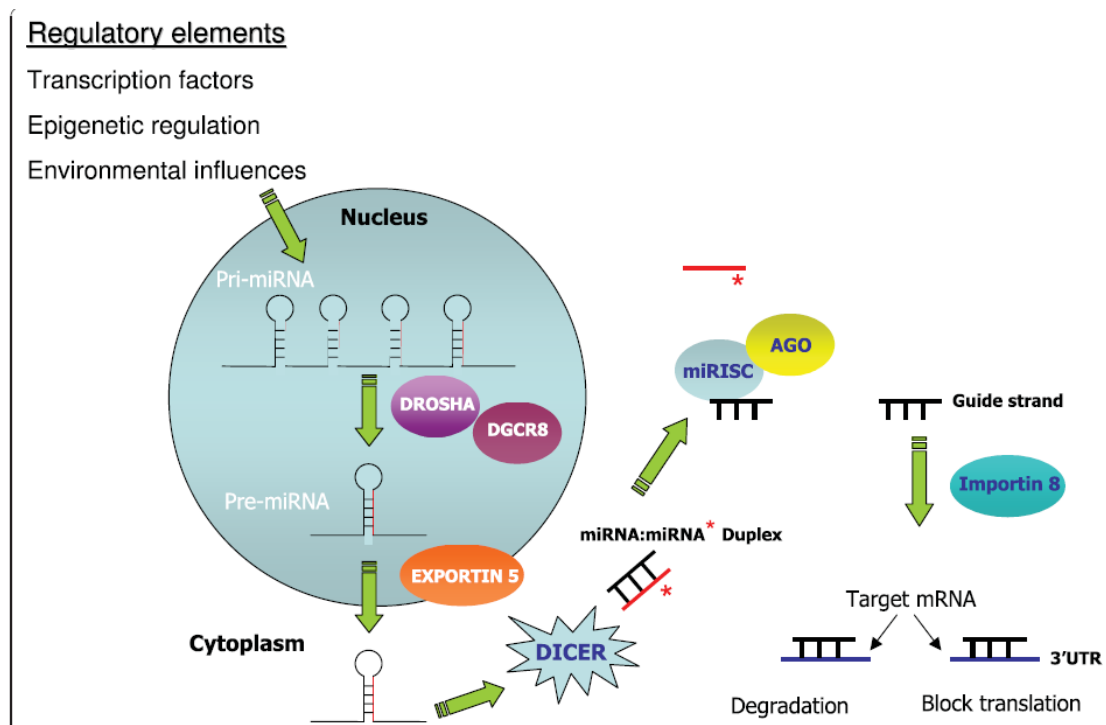 Regulatory elements
Transcription factors
Epigenetic regulation
Environmental influences
Nucleus
Pri-miRNA
*
AGO
miRISC
DROSHA
DGCR8
Guide strand
Importin 8
Pre-miRNA
miRNA:miRNA* Duplex
EXPORTIN 5
*
Target mRNA
Cytoplasm
DICER
3'UTR
Degradation
Block translation